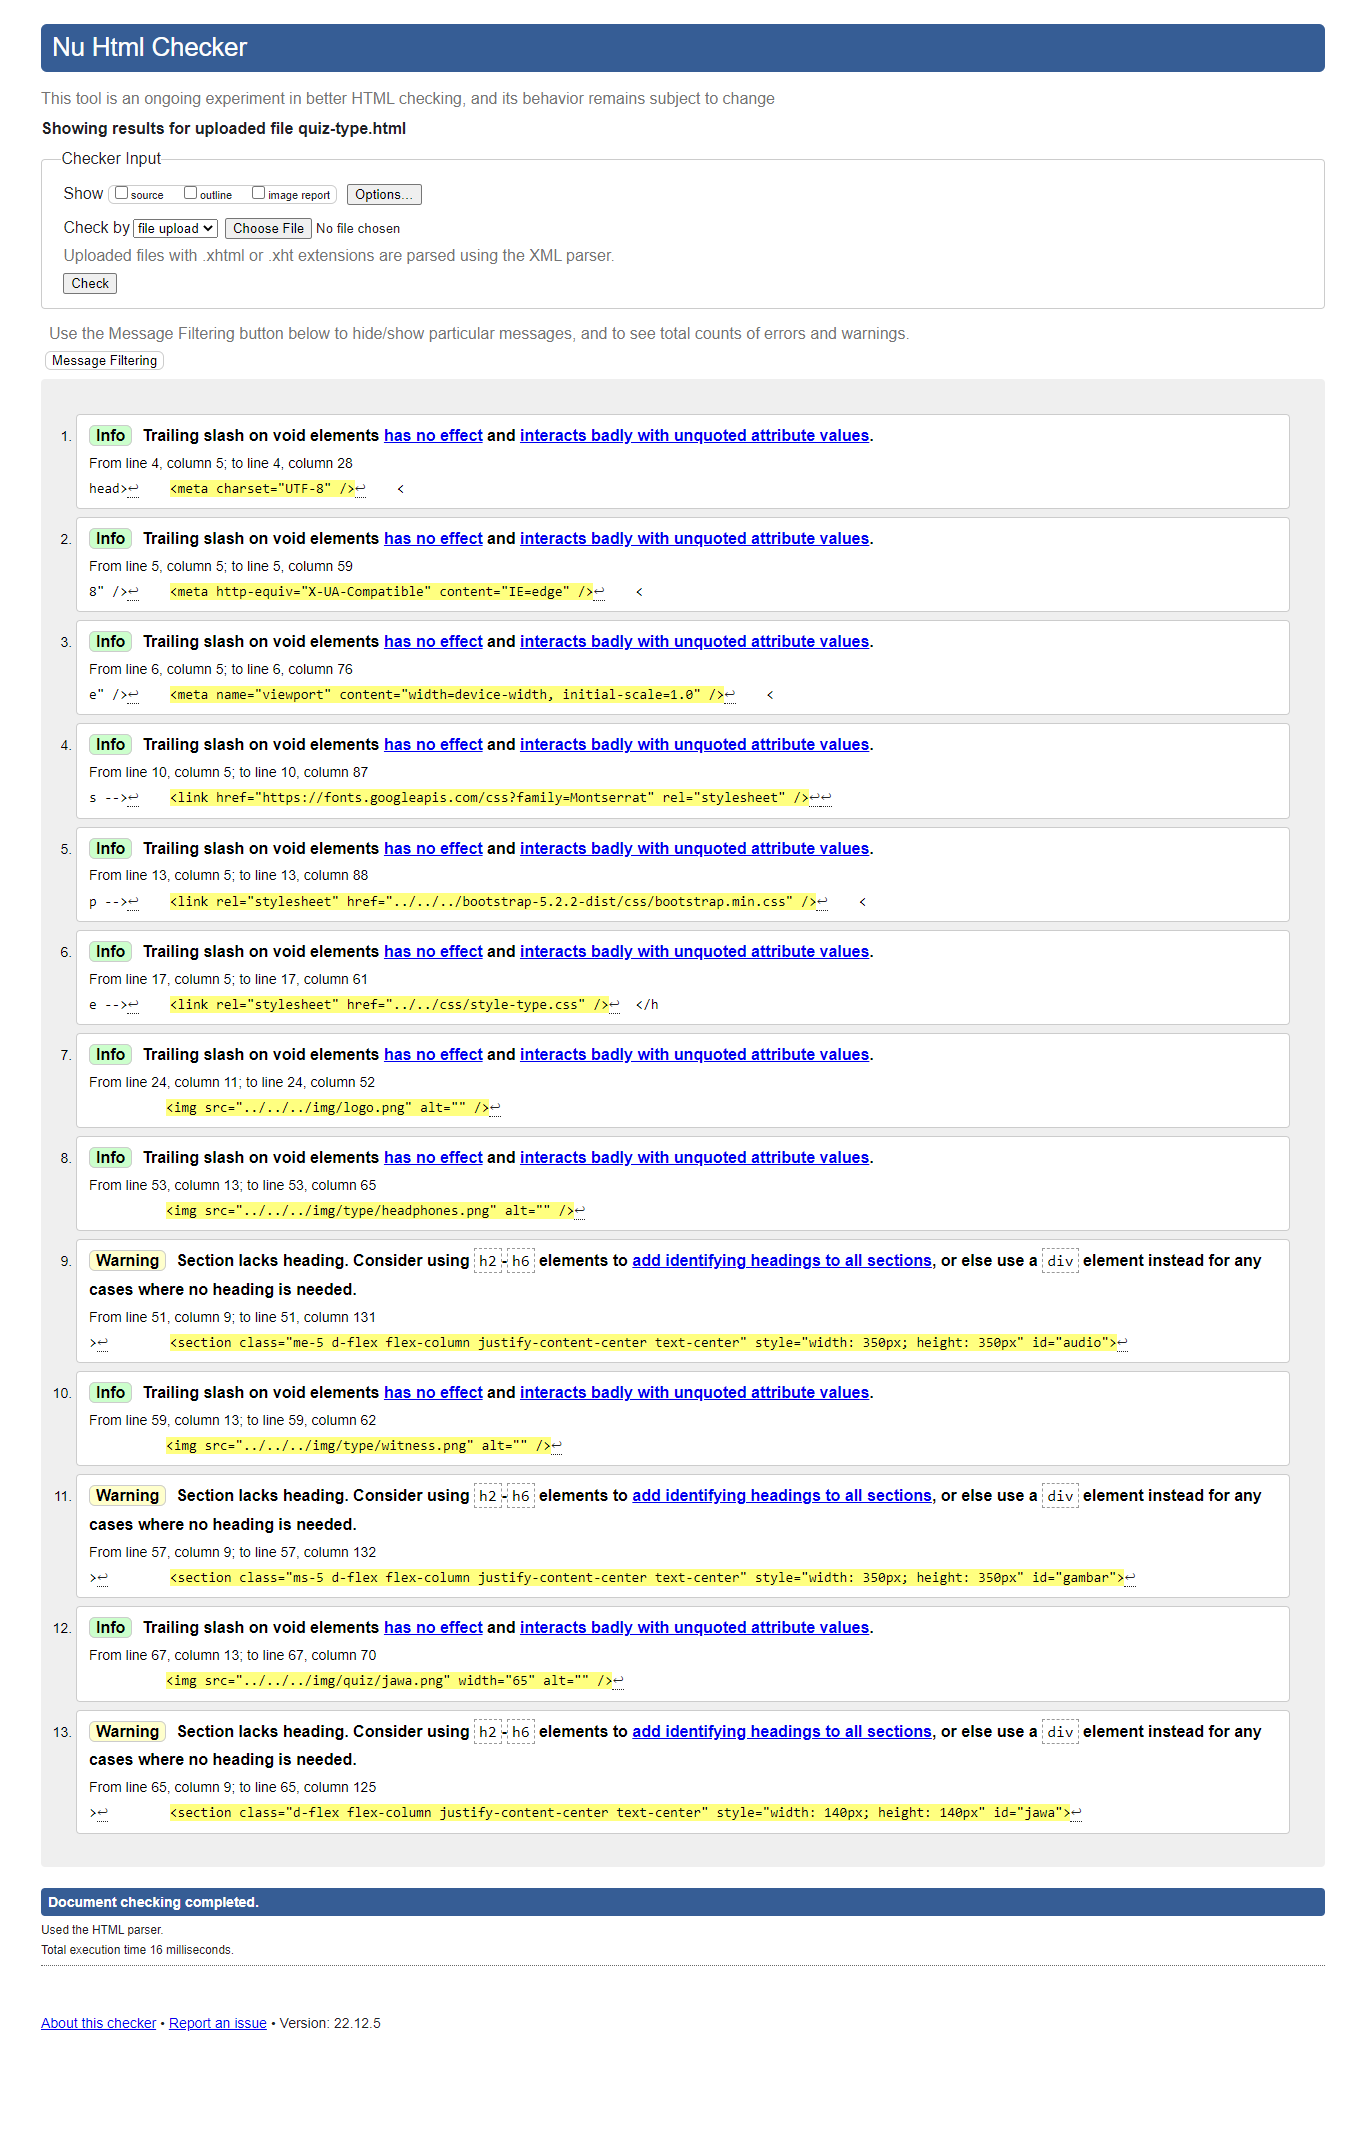 Nu Html Checker
This tool is an ongoing experiment in better HTML checking, and its behavior remains subject to change
Showing results for uploaded file quiz-type.html
Checker Input
Show source outline image report Options...
Check by file upload Choose File No file chosen
Uploaded files with .xhtml or .xht extensions are parsed using the XML parser.
Check
Use the Message Filtering button below to hide/show particular messages, and to see total counts of errors and warnings.
Message Filtering
1. Info Trailing slash on void elements has no effect and interacts badly with unquoted attribute values.
From line 4, column 5; to line 4, column 28
head>↩ <meta charset="UTF-8" />↩ <
2. Info Trailing slash on void elements has no effect and interacts badly with unquoted attribute values.
From line 5, column 5; to line 5, column 59
8" />↩ <meta http-equiv="X-UA-Compatible" content="IE=edge" />↩ <
3. Info Trailing slash on void elements has no effect and interacts badly with unquoted attribute values.
From line 6, column 5; to line 6, column 76
e" />↩ <meta name="viewport" content="width=device-width, initial-scale=1.0" />↩ <
4. Info Trailing slash on void elements has no effect and interacts badly with unquoted attribute values.
From line 10, column 5; to line 10, column 87
s -->↩ <link href="https://fonts.googleapis.com/css?family=Montserrat" rel="stylesheet" />↩↩
5. Info Trailing slash on void elements has no effect and interacts badly with unquoted attribute values.
From line 13, column 5; to line 13, column 88
p -->↩ <link rel="stylesheet" href="../../../bootstrap-5.2.2-dist/css/bootstrap.min.css" />↩ <
6. Info Trailing slash on void elements has no effect and interacts badly with unquoted attribute values.
From line 17, column 5; to line 17, column 61
e -->↩ <link rel="stylesheet" href="../../css/style-type.css" />↩ </h
7. Info Trailing slash on void elements has no effect and interacts badly with unquoted attribute values.
From line 24, column 11; to line 24, column 52
<img src="../../../img/logo.png" alt="" />↩
8. Info Trailing slash on void elements has no effect and interacts badly with unquoted attribute values.
From line 53, column 13; to line 53, column 65
<img src="../../../img/type/headphones.png" alt="" />↩
9. Warning Section lacks heading. Consider using h2-h6 elements to add identifying headings to all sections, or else use a div element instead for any
cases where no heading is needed.
From line 51, column 9; to line 51, column 131
>↩ <section class="me-5 d-flex flex-column justify-content-center text-center" style="width: 350px; height: 350px" id="audio">↩
10. Info Trailing slash on void elements has no effect and interacts badly with unquoted attribute values.
From line 59, column 13; to line 59, column 62
<img src="../../../img/type/witness.png" alt="" />↩
11. Warning Section lacks heading. Consider using h2-h6 elements to add identifying headings to all sections, or else use a div element instead for any
cases where no heading is needed.
From line 57, column 9; to line 57, column 132
>↩ <section class="ms-5 d-flex flex-column justify-content-center text-center" style="width: 350px; height: 350px" id="gambar">↩
12. Info Trailing slash on void elements has no effect and interacts badly with unquoted attribute values.
From line 67, column 13; to line 67, column 70
<img src="../../../img/quiz/jawa.png" width="65" alt="" />↩
13. Warning Section lacks heading. Consider using h2-h6 elements to add identifying headings to all sections, or else use a div element instead for any
cases where no heading is needed.
From line 65, column 9; to line 65, column 125
>↩ <section class="d-flex flex-column justify-content-center text-center" style="width: 140px; height: 140px" id="jawa">↩
Document checking completed.
Used the HTML parser.
Total execution time 16 milliseconds.
About this checker • Report an issue • Version: 22.12.5